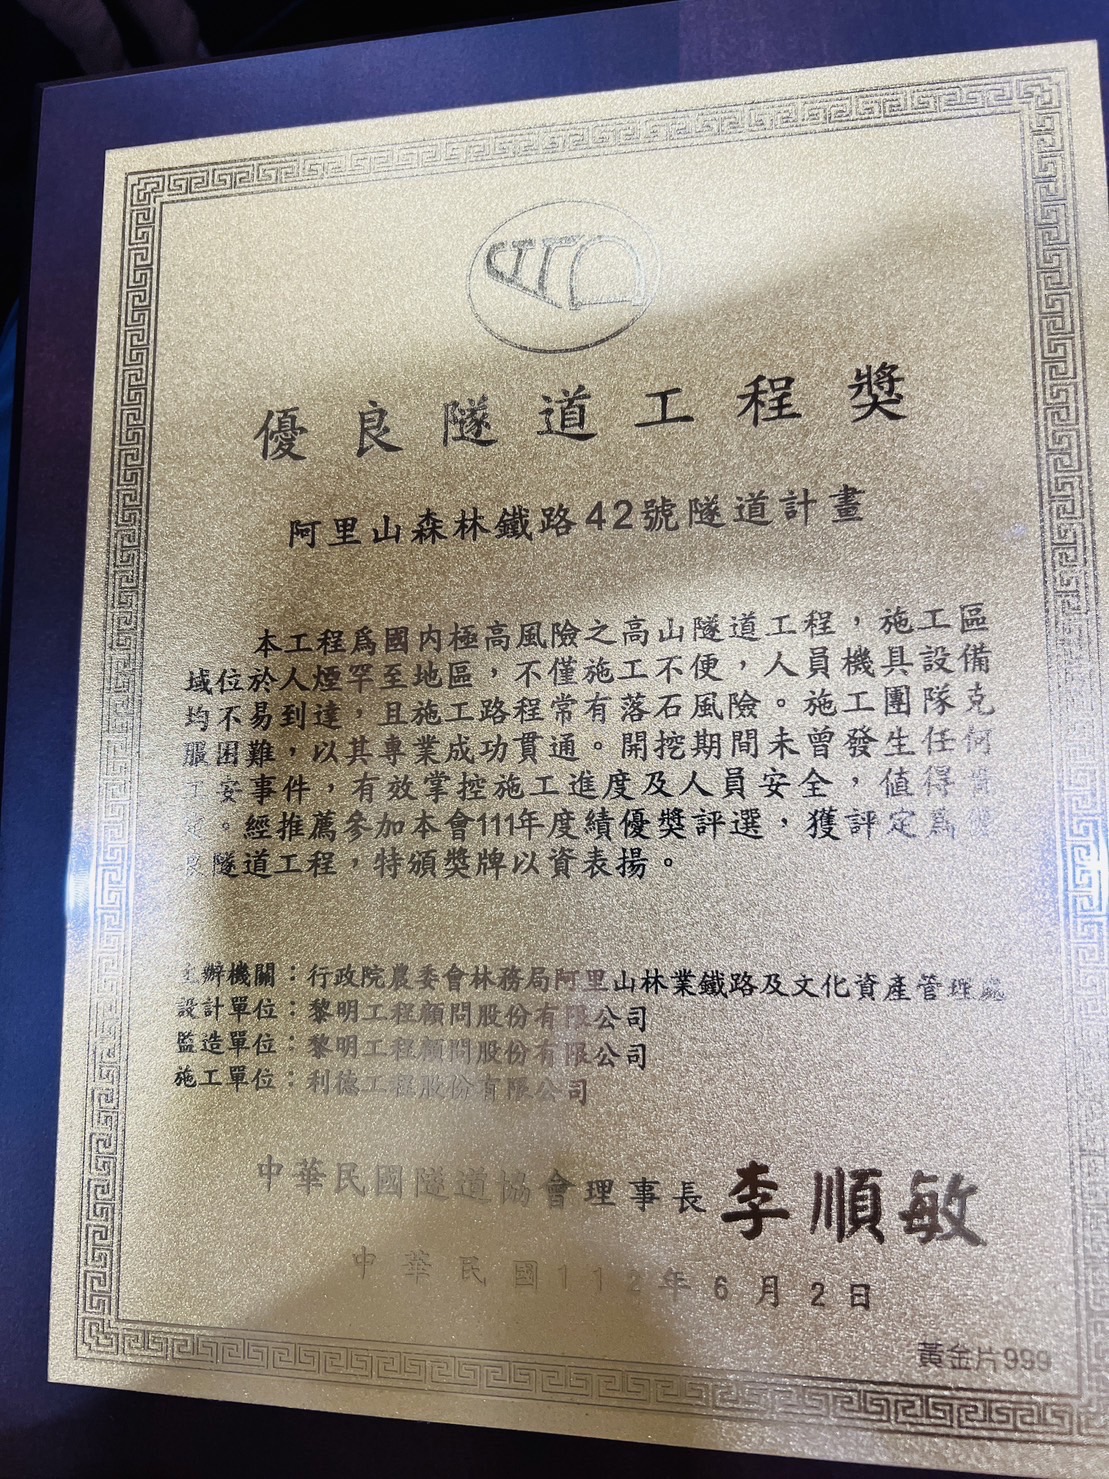 優良隧道工程獎
阿里山森林鐵路42號隧道計畫
本工程為國內極高風險之高山隧道工程，施工區
域位於人煙罕至地區，不僅施工不便，人員機具設備
均不易到達，且施工路程常有落石風險。施工團隊克
服困難，以其專業成功貫通。開挖期間未曾發生任何
工安事件，有效掌控施工進度及人員安全，值得
。經推薦參加本會111年度績優獎評選，獲評定為優
良隧道工程，特頒獎牌以資表揚。
主辦機關：行政院農委會林務局阿里山林業鐵路及文化資產管理處
設計單位：黎明工程顧問股份有限公司
監造單位：黎明工程顧問股份有限公司
施工單位：利德工程股份有限公司
中華民國隧道協會理事長 李順敏
中華民國112年6月2日
黃金片999